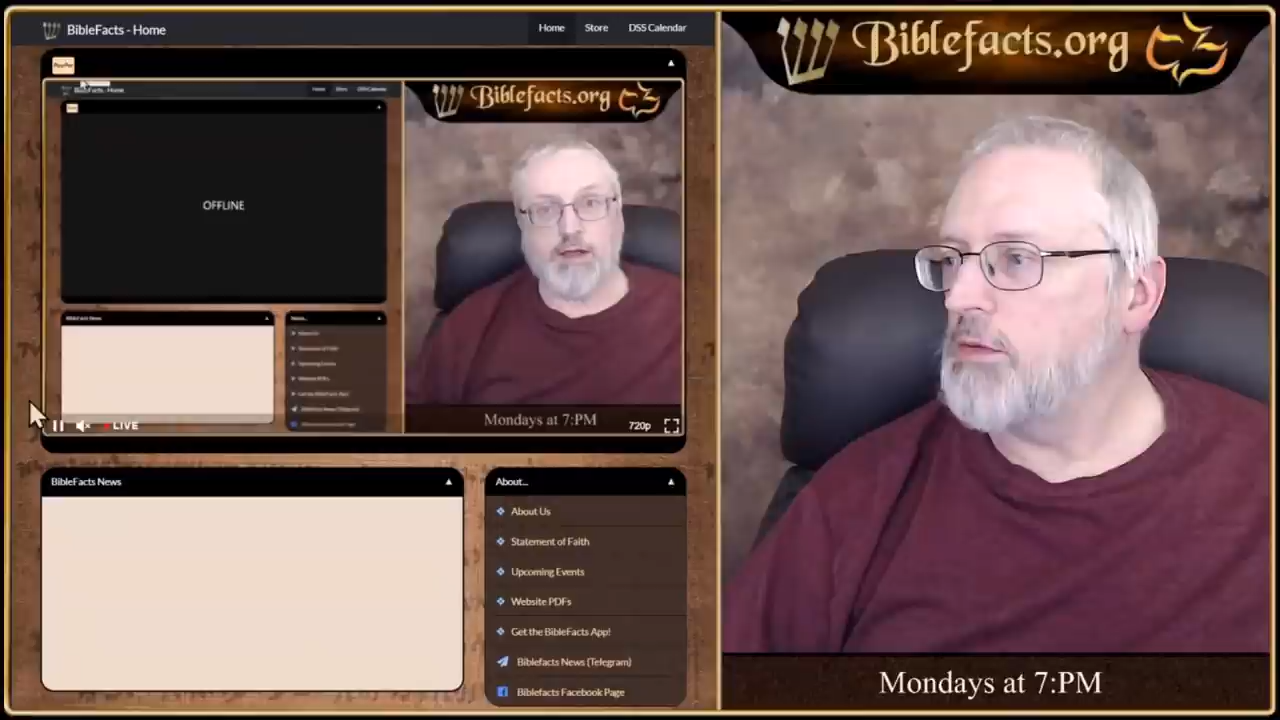 BibleFacts - Home
Home
Store
DSS Calendar
Biblefacts.org
Biblefacts.org
OFFLINE
Mondays at 7:PM
LIVE
720p
BibleFacts News
About...
About Us
Statement of Faith
Upcoming Events
Website PDFs
Get the BibleFacts App!
Biblefacts News (Telegram)
Biblefacts Facebook Page
Mondays at 7:PM